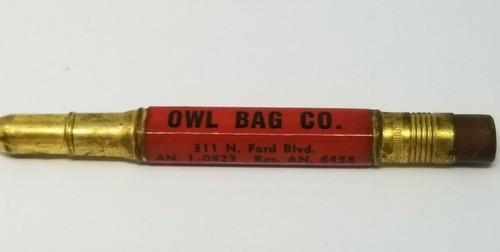 OWL BAG CO.
311 N. Ford Blvd.
AN. 1-0823 Res. AN. 6458